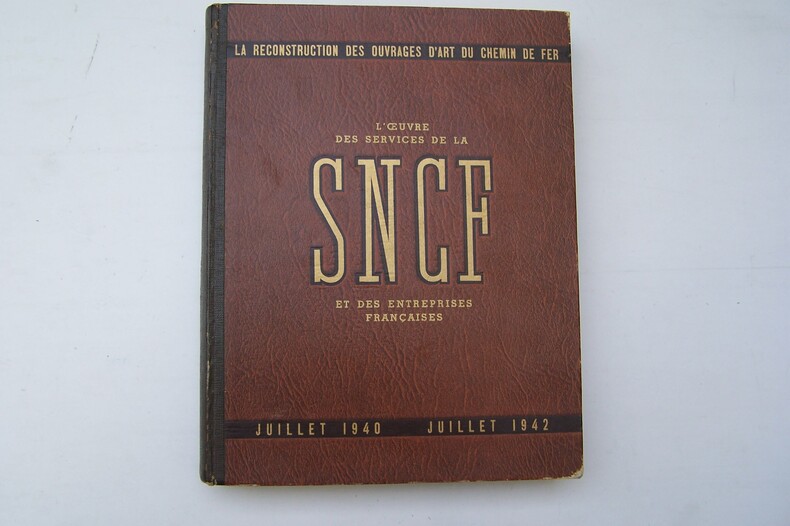 LA RECONSTRUCTION DES OUVRAGES D'ART DU CHEMIN DE FER
L'ŒUVRE
DES SERVICES DE LA
SNCF
ET DES ENTREPRISES
FRANÇAISES
JUILLET 1940 JUILLET 1942